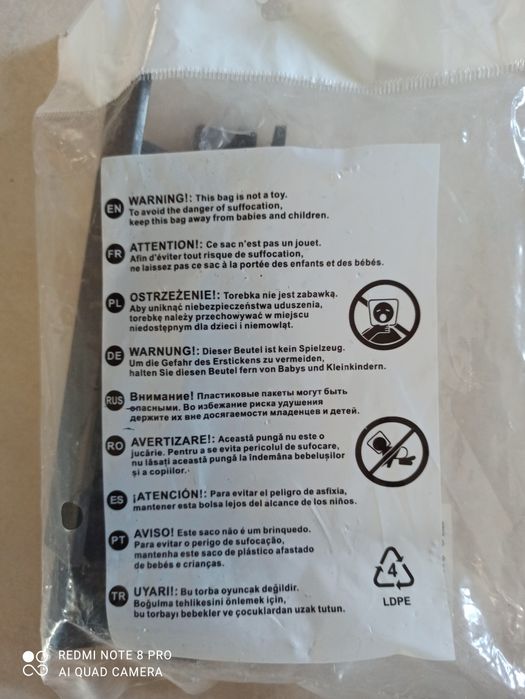 EN WARNING!: This bag is not a toy.
To avoid the danger of suffocation,
keep this bag away from babies and children.
FR ATTENTION!: Ce sac n'est pas un jouet.
Afin d'éviter tout risque de suffocation,
ne laissez pas ce sac à la portée des enfants et des bébés.
PL OSTRZEŻENIE!: Torebka nie jest zabawką.
Aby uniknąć niebezpieczeństwa uduszenia,
torebkę należy przechowywać w miejscu
niedostępnym dla dzieci i niemowląt.
DE WARNUNG!: Dieser Beutel ist kein Spielzeug.
Um die Gefahr des Erstickens zu vermeiden,
halten Sie diesen Beutel fern von Babys und Kleinkindern.
RUS Внимание! Пластиковые пакеты могут быть
опасными. Во избежание риска удушения
держите их вне досягаемости младенцев и детей.
RO AVERTIZARE!: Această pungă nu este o
jucărie. Pentru a se evita pericolul de sufocare,
nu lăsați această pungă la îndemâna bebelușilor
și a copiilor.
ES ¡ATENCIÓN!: Para evitar el peligro de asfixia,
mantener esta bolsa lejos del alcance de los niños.
PT AVISO! Este saco não é um brinquedo.
Para evitar o perigo de sufocação,
mantenha este saco de plástico afastado
de bebés e crianças.
TR UYARI!: Bu torba oyuncak değildir.
Boğulma tehlikesini önlemek için,
bu torbayı bebekler ve çocuklardan uzak tutun.
4
LDPE
REDMI NOTE 8 PRO
AI QUAD CAMERA